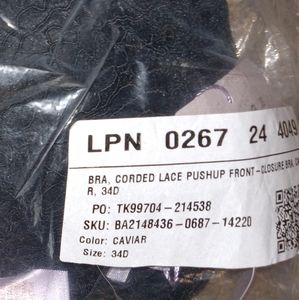 LPN 0267 24 4049
BRA, CORDED LACE PUSHUP FRONT-CLOSURE BRA,
R, 34D
PO: TK99704-214538
SKU: BA2148436-0687-14220
Color: CAVIAR
Size: 34D